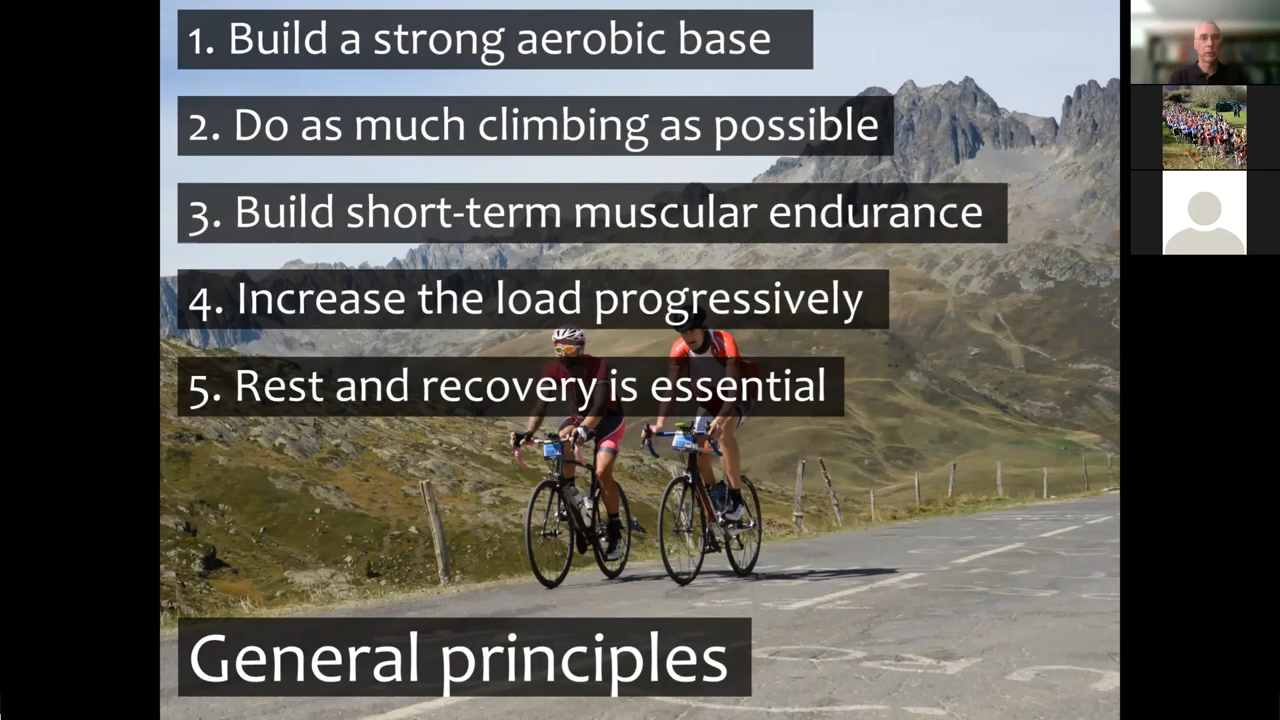 1. Build a strong aerobic base
2. Do as much climbing as possible
3. Build short-term muscular endurance
4. Increase the load progressively
5. Rest and recovery is essential
General principles